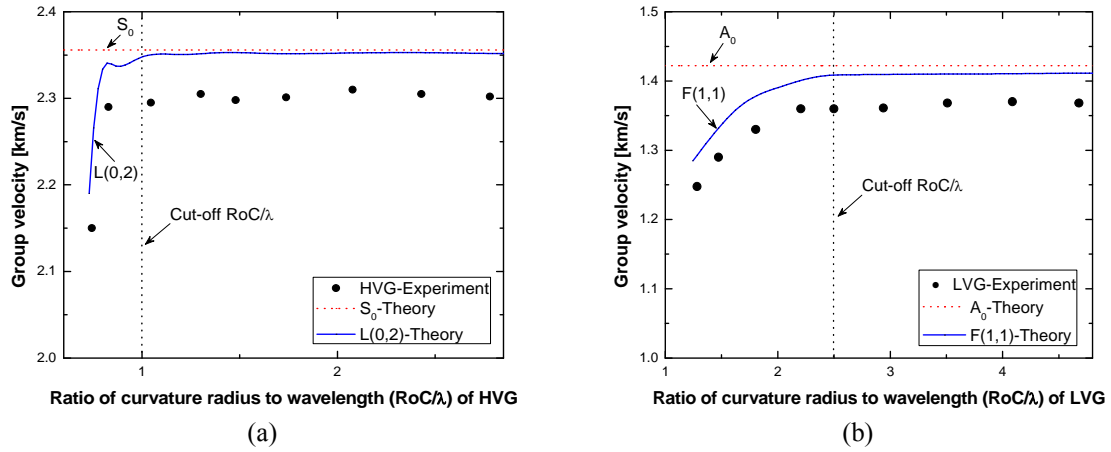 2.4
2.3
2.2
2.1
2.0
Group velocity [km/s]
S₀
L(0,2)
Cut-off RoC/λ
HVG-Experiment
S₀-Theory
L(0,2)-Theory
1
2
Ratio of curvature radius to wavelength (RoC/λ) of HVG
(a)
1.5
1.4
1.3
1.2
1.1
1.0
Group velocity [km/s]
A₀
F(1,1)
Cut-off RoC/λ
LVG-Experiment
A₀-Theory
F(1,1)-Theory
1
2
3
4
Ratio of curvature radius to wavelength (RoC/λ) of LVG
(b)